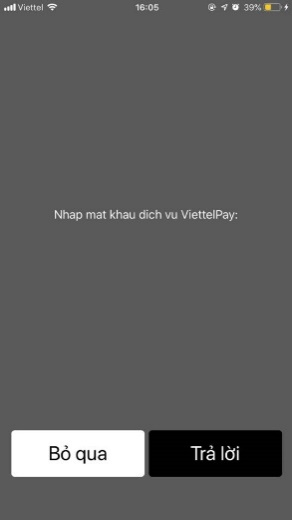 Viettel 16:05 39%
Nhap mat khau dich vu ViettelPay:
Bỏ qua Trả lời